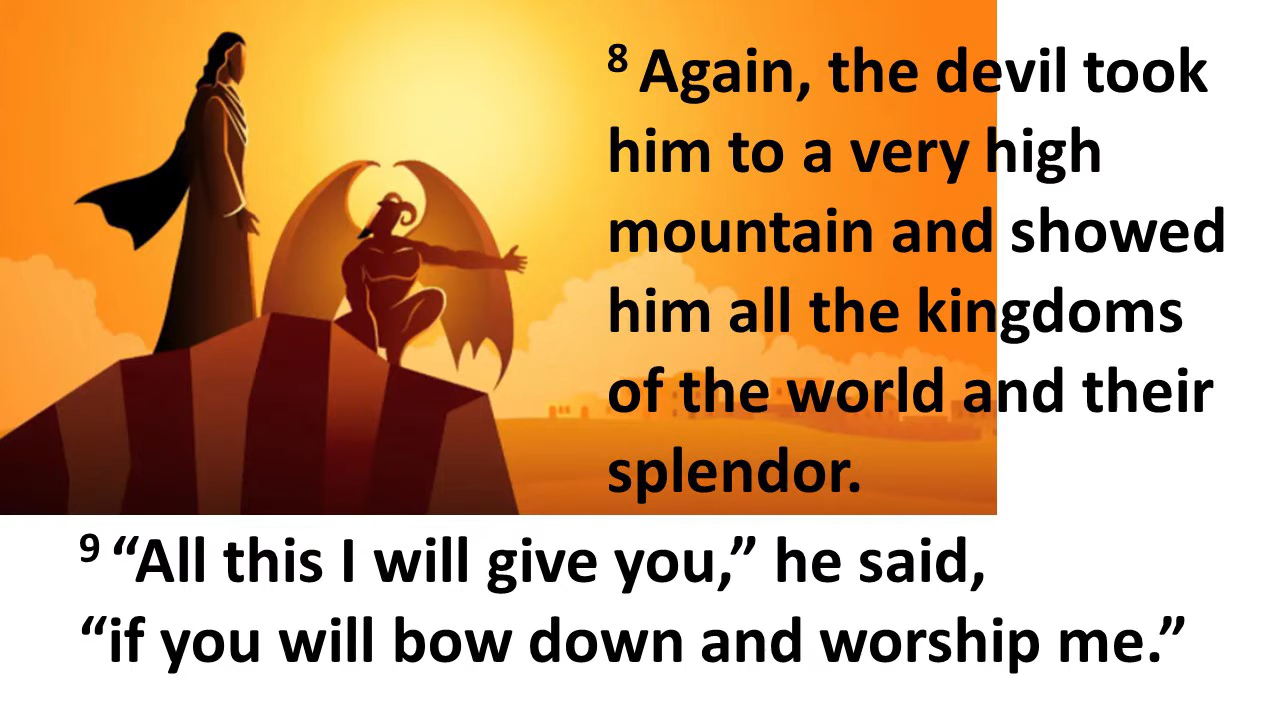 8 Again, the devil took
him to a very high
mountain and showed
him all the kingdoms
of the world and their
splendor.
9 “All this I will give you,” he said,
“if you will bow down and worship me.”